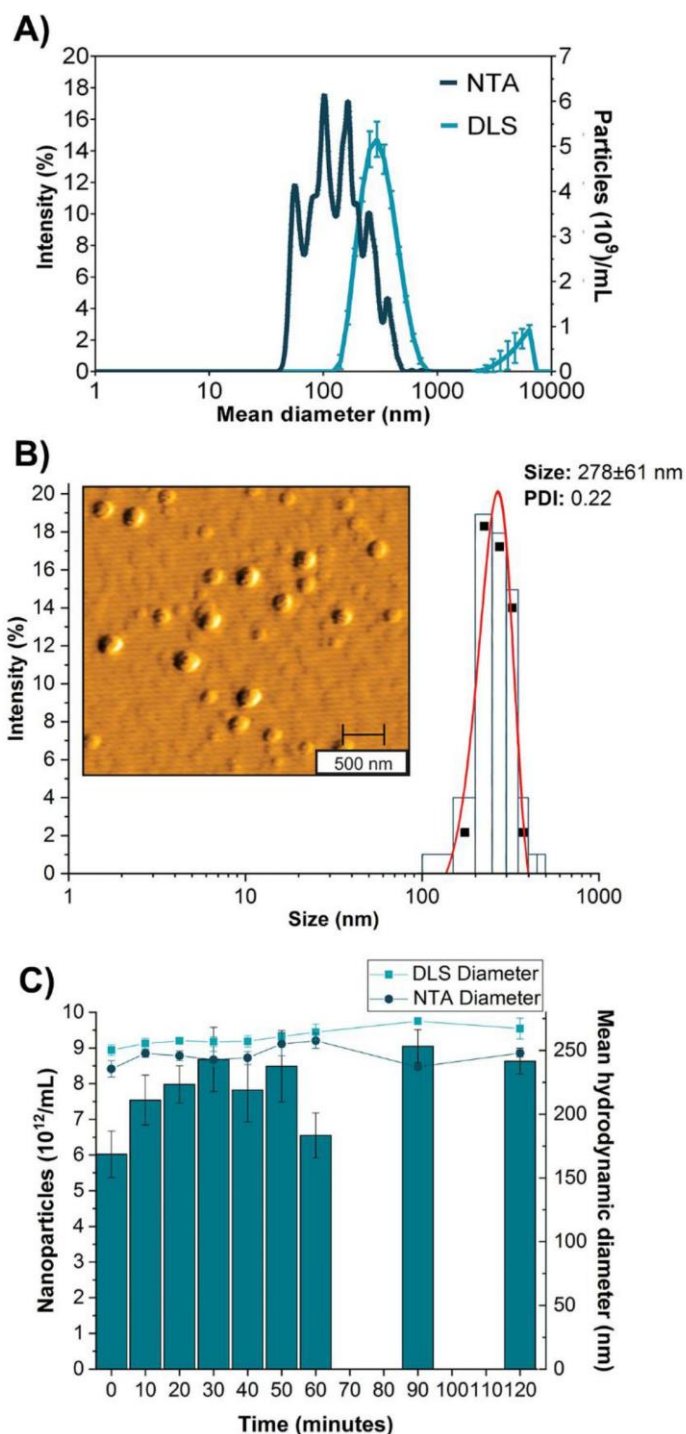 A)
NTA
DLS
Intensity (%)
20
18
16
14
12
10
8
6
4
2
0
7
6
5
4
3
2
1
0
Particles (10⁹)/mL
1
10
100
1000
10000
Mean diameter (nm)
B)
Size: 278±61 nm
PDI: 0.22
Intensity (%)
20
18
16
14
12
10
8
6
4
2
0
500 nm
1
10
100
1000
Size (nm)
C)
DLS Diameter
NTA Diameter
Nanoparticles (10¹²/mL)
10
9
8
7
6
5
4
3
2
1
0
250
200
150
100
50
0
Mean hydrodynamic diameter (nm)
0 10 20 30 40 50 60 70 80 90 100 110 120
Time (minutes)